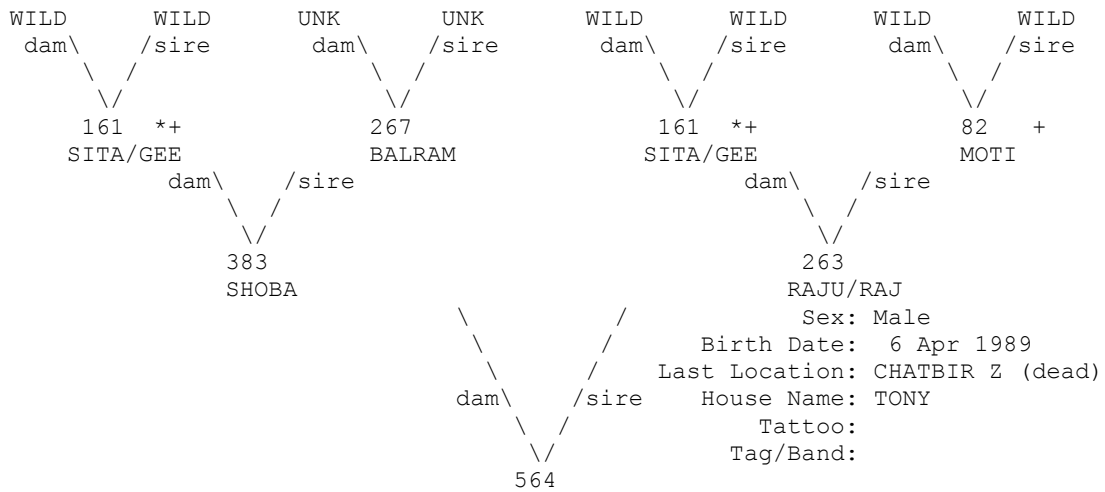 WILD WILD UNK UNK WILD WILD WILD WILD
dam\ /sire dam\ /sire dam\ /sire dam\ /sire
\ / \ / \ / \ /
\/ \/ \/ \/
161 *+ 267 161 *+ 82 +
SITA/GEE BALRAM SITA/GEE MOTI
dam\ /sire dam\ /sire
\ / \ /
\/ \/
383 263
SHOBA RAJU/RAJ
\ / Sex: Male
\ / Birth Date: 6 Apr 1989
\ / Last Location: CHATBIR Z (dead)
dam\ /sire House Name: TONY
\ / Tattoo:
\/ Tag/Band:
564